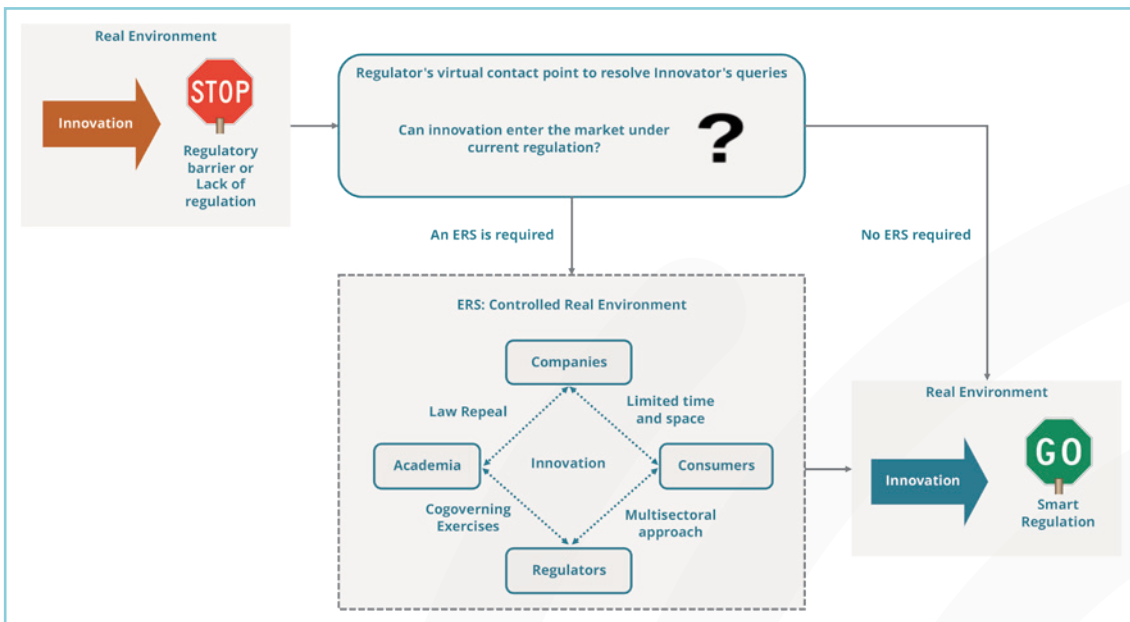 Real Environment
Innovation
STOP
Regulatory
barrier or
Lack of
regulation
Regulator's virtual contact point to resolve Innovator's queries
Can innovation enter the market under
current regulation?
?
An ERS is required
No ERS required
ERS: Controlled Real Environment
Companies
Law Repeal
Limited time
and space
Academia
Innovation
Consumers
Cogoverning
Exercises
Multisectoral
approach
Regulators
Real Environment
Innovation
GO
Smart
Regulation